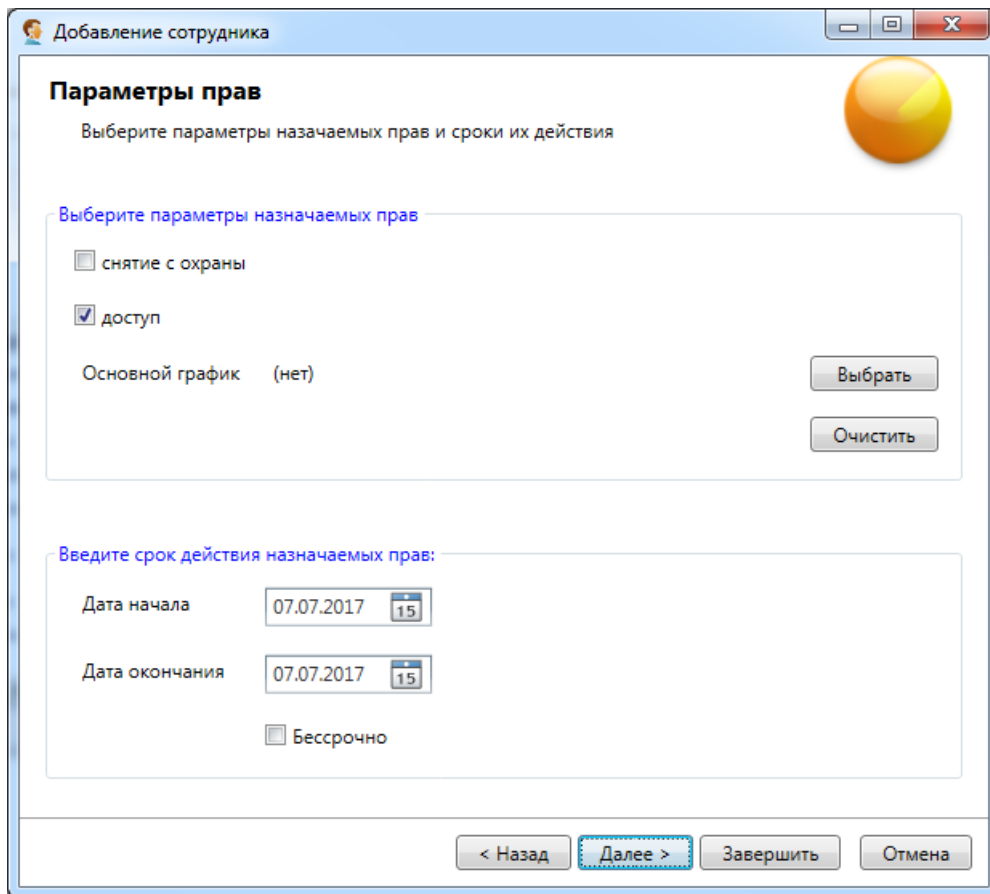 Добавление сотрудника
Параметры прав
Выберите параметры назачаемых прав и сроки их действия
Выберите параметры назначаемых прав
снятие с охраны
доступ
Основной график (нет) Выбрать
Очистить
Введите срок действия назначаемых прав:
Дата начала 07.07.2017 15
Дата окончания 07.07.2017 15
Бессрочно
< Назад Далее > Завершить Отмена